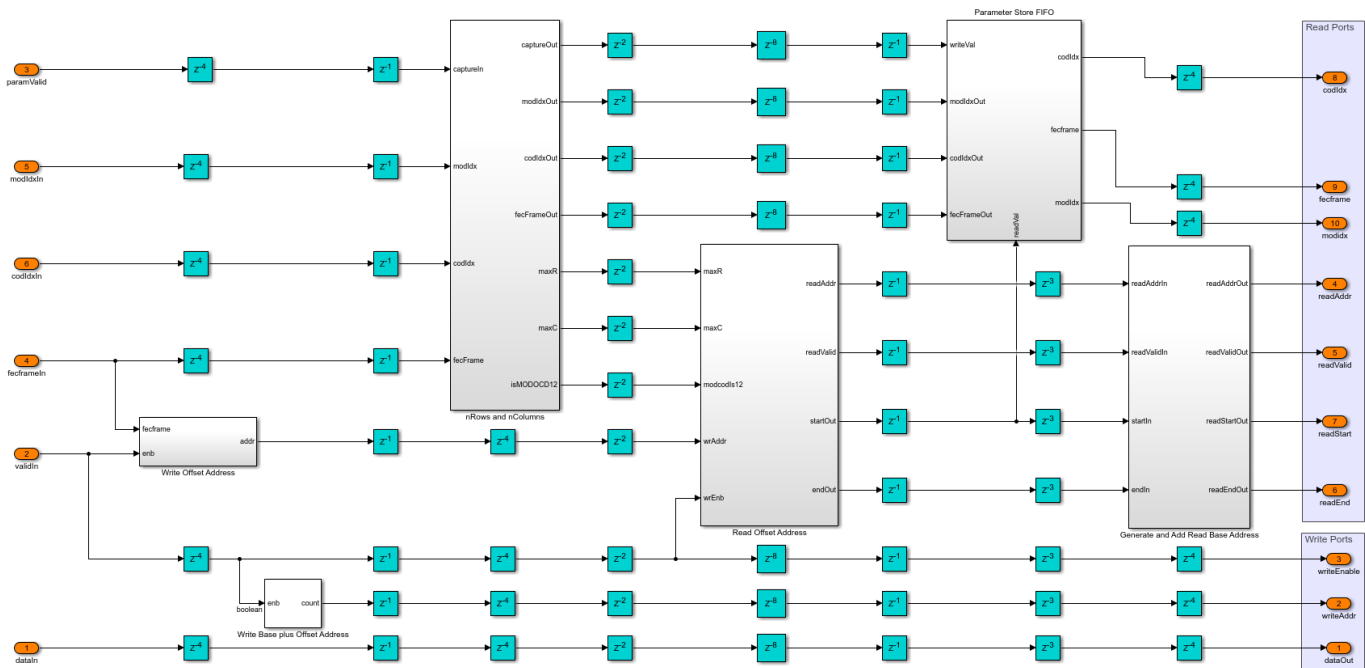 Parameter Store FIFO
Read Ports
captureOut
z-2
z-8
z-1
writeVal
codIdx
3
paramValid
z-4
z-1
captureIn
z-4
8
codIdx
modIdxOut
z-2
z-8
z-1
modIdxOut
fecframe
5
modIdxIn
z-4
z-1
modIdx
codIdxOut
z-2
z-8
z-1
codIdxOut
z-4
9
fecframe
modIdx
fecFrameOut
z-2
z-8
z-1
fecFrameOut
readVal
z-4
10
modidx
6
codIdxIn
z-4
z-1
codIdx
maxR
z-2
maxR
readAddr
z-1
z-3
readAddrIn
readAddrOut
4
readAddr
maxC
z-2
maxC
readValid
z-1
z-3
readValidIn
readValidOut
5
readValid
4
fecframeIn
z-4
z-1
fecFrame
isMODOCD12
z-2
modcodIs12
nRows and nColumns
startOut
z-1
z-3
startIn
readStartOut
7
readStart
fecframe
addr
enb
Write Offset Address
z-1
z-4
z-2
wrAddr
2
validIn
wrEnb
endOut
z-1
z-3
endIn
readEndOut
6
readEnd
Read Offset Address
Generate and Add Read Base Address
Write Ports
z-4
z-1
z-4
z-2
z-8
z-1
z-3
z-4
3
writeEnable
boolean
enb
count
Write Base plus Offset Address
z-1
z-4
z-2
z-8
z-1
z-3
z-4
2
writeAddr
1
dataIn
z-4
z-1
z-4
z-2
z-8
z-1
z-3
z-4
1
dataOut